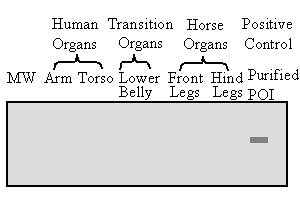 Human Transition Horse Positive
Organs Organs Organs Control
MW Arm Torso Lower Front Hind Purified
Belly Legs Legs POI